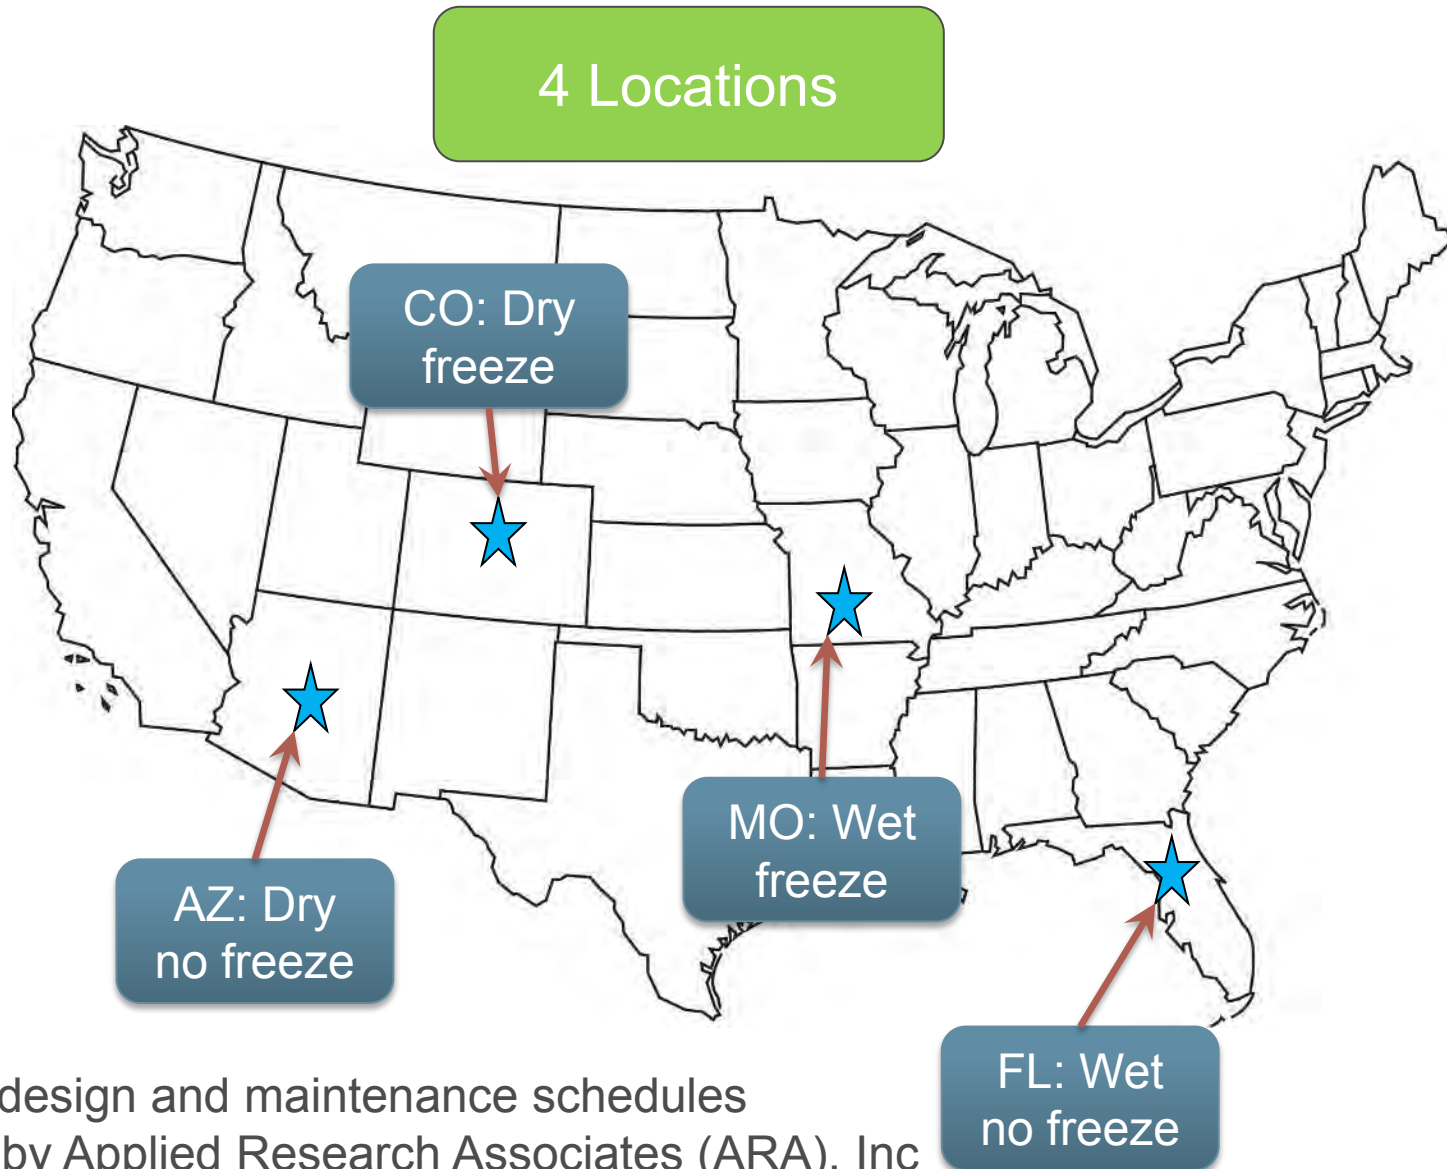 4 Locations
CO: Dry
freeze
MO: Wet
freeze
AZ: Dry
no freeze
FL: Wet
no freeze
design and maintenance schedules
by Applied Research Associates (ARA), Inc